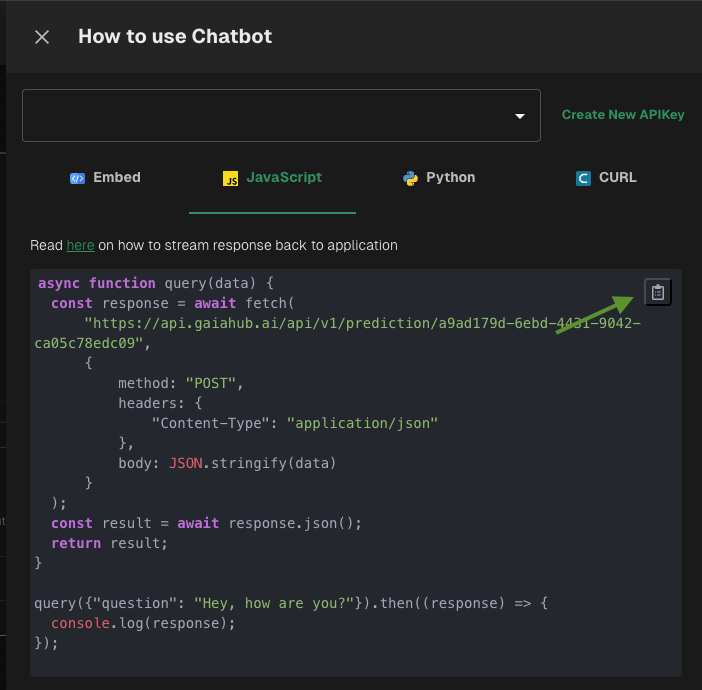 How to use Chatbot
Create New APIKey
Embed
JS JavaScript
Python
C CURL
Read here on how to stream response back to application
async function query(data) {
  const response = await fetch(
      "https://api.gaiahub.ai/api/v1/prediction/a9ad179d-6ebd-4431-9042-
ca05c78edc09",
      {
          method: "POST",
          headers: {
              "Content-Type": "application/json"
          },
          body: JSON.stringify(data)
      }
  );
  const result = await response.json();
  return result;
}

query({"question": "Hey, how are you?"}).then((response) => {
  console.log(response);
});